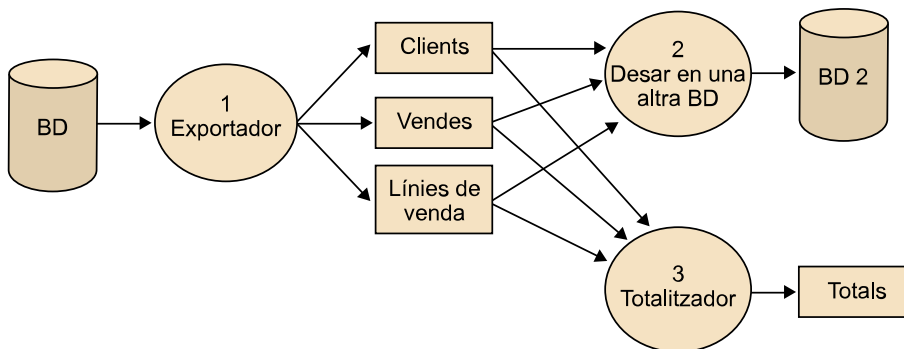 BD
1
Exportador
Clients
Vendes
Línies de
venda
2
Desar en una
altra BD
BD 2
3
Totalitzador
Totals